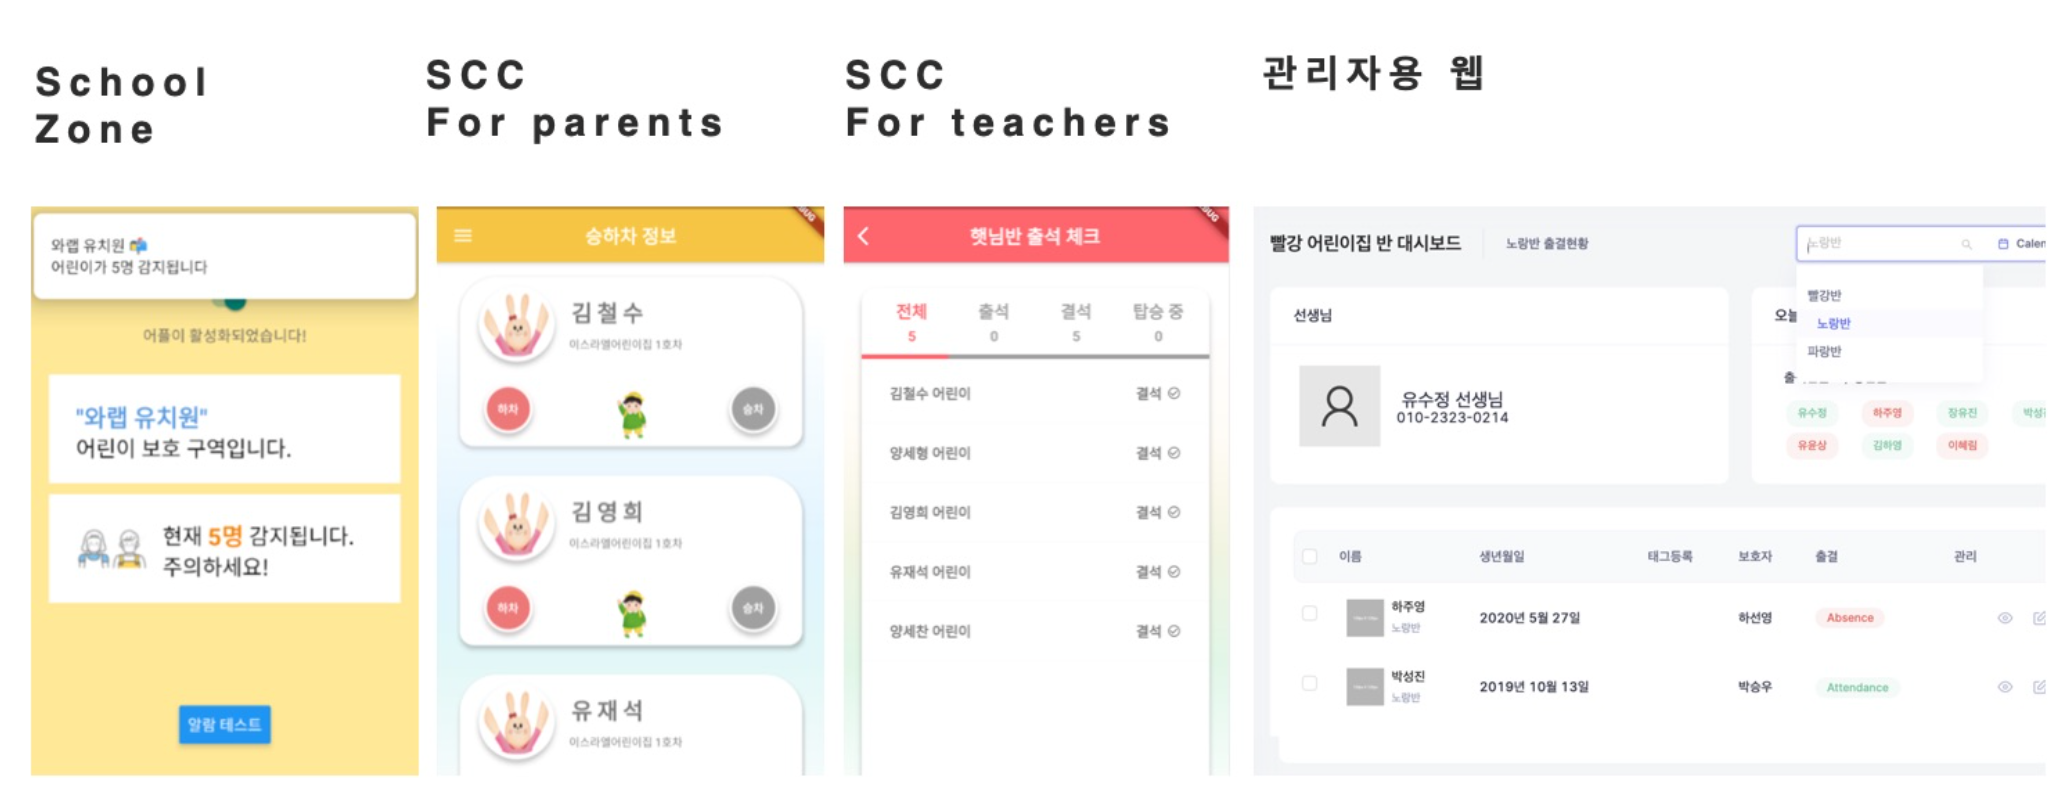 School
Zone
SCC
For parents
SCC
For teachers
관리자용 웹
와랩 유치원
어린이가 5명 감지됩니다
어플이 활성화되었습니다!
"와랩 유치원"
어린이 보호 구역입니다.
현재 5명 감지됩니다.
주의하세요!
알람 테스트
승하차 정보
김철수
이스라엘어린이집 1호차
하차
승차
김영희
이스라엘어린이집 1호차
하차
승차
유재석
이스라엘어린이집 1호차
햇님반 출석 체크
전체 출석 결석 탑승 중
5 0 5 0
김철수 어린이 결석
양세형 어린이 결석
김영희 어린이 결석
유재석 어린이 결석
양세찬 어린이 결석
빨강 어린이집 반 대시보드 노랑반 출결현황
노랑반 Calen
빨강반
노랑반
파랑반
선생님
오늘
유수정 선생님
010-2323-0214
출
유수정 하주영 장유진 박성진
유윤상 김하영 이혜림
이름 생년월일 태그등록 보호자 출결 관리
하주영
노랑반
2020년 5월 27일 하선영 Absence
박성진
노랑반
2019년 10월 13일 박승우 Attendance